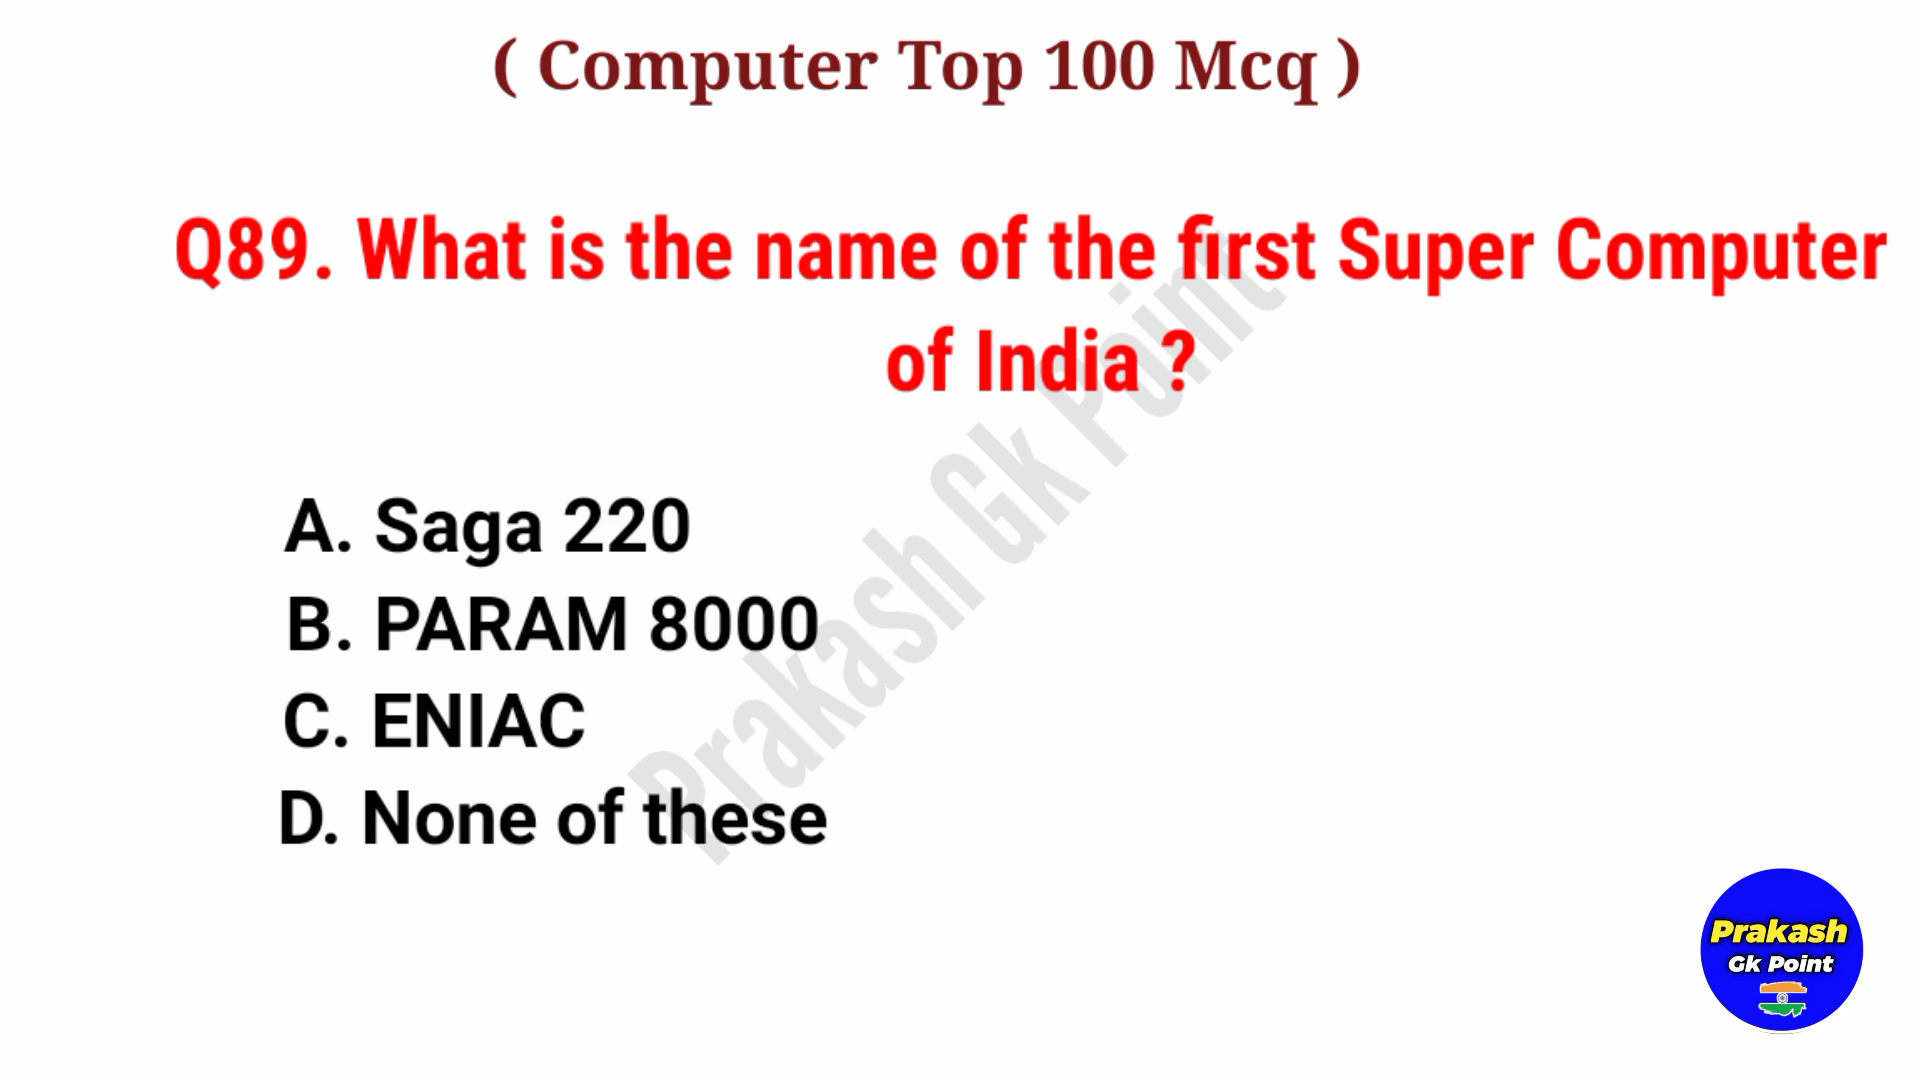 ( Computer Top 100 Mcq )
Q89. What is the name of the first Super Computer
of India ?
A. Saga 220
B. PARAM 8000
C. ENIAC
D. None of these
Prakash Gk Point
Prakash
Gk Point